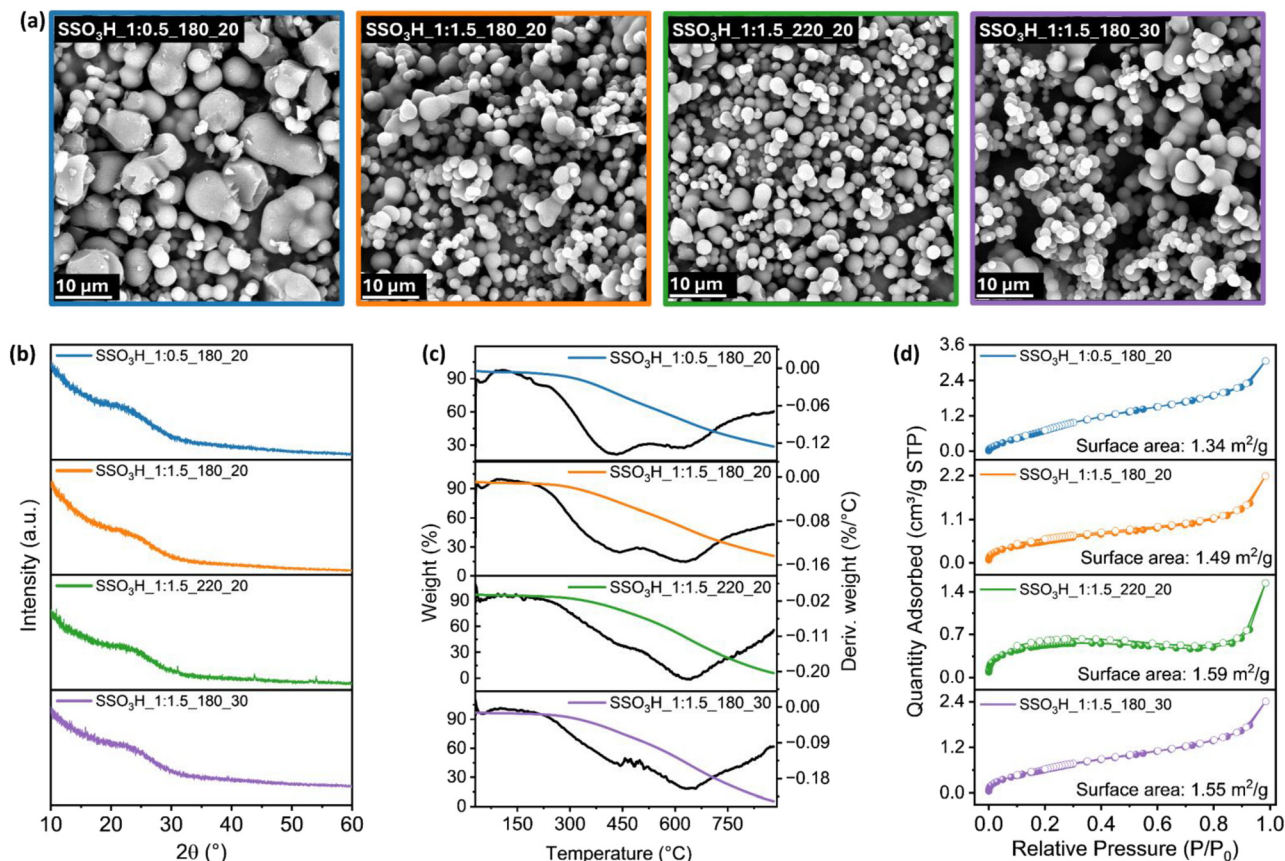 (a)
SSO₃H_1:0.5_180_20
SSO₃H_1:1.5_180_20
SSO₃H_1:1.5_220_20
SSO₃H_1:1.5_180_30
10 µm
10 µm
10 µm
10 µm
(b)
SSO₃H_1:0.5_180_20
SSO₃H_1:1.5_180_20
SSO₃H_1:1.5_220_20
SSO₃H_1:1.5_180_30
Intensity (a.u.)
10 20 30 40 50 60
2θ (°)
(c)
SSO₃H_1:0.5_180_20
90
60
30
0.00
−0.06
−0.12
SSO₃H_1:1.5_180_20
90
60
30
0
0.00
−0.08
−0.16
SSO₃H_1:1.5_220_20
90
60
30
0
−0.02
−0.11
−0.20
SSO₃H_1:1.5_180_30
90
60
30
0
0.00
−0.09
−0.18
Weight (%)
Deriv. weight (%/°C)
150 300 450 600 750
Temperature (°C)
(d)
SSO₃H_1:0.5_180_20
3.6
2.4
1.2
0.0
Surface area: 1.34 m²/g
SSO₃H_1:1.5_180_20
2.2
1.1
0.0
Surface area: 1.49 m²/g
SSO₃H_1:1.5_220_20
1.4
0.7
0.0
Surface area: 1.59 m²/g
SSO₃H_1:1.5_180_30
2.4
1.2
0.0
Surface area: 1.55 m²/g
Quantity Adsorbed (cm³/g STP)
0.0 0.2 0.4 0.6 0.8 1.0
Relative Pressure (P/P₀)